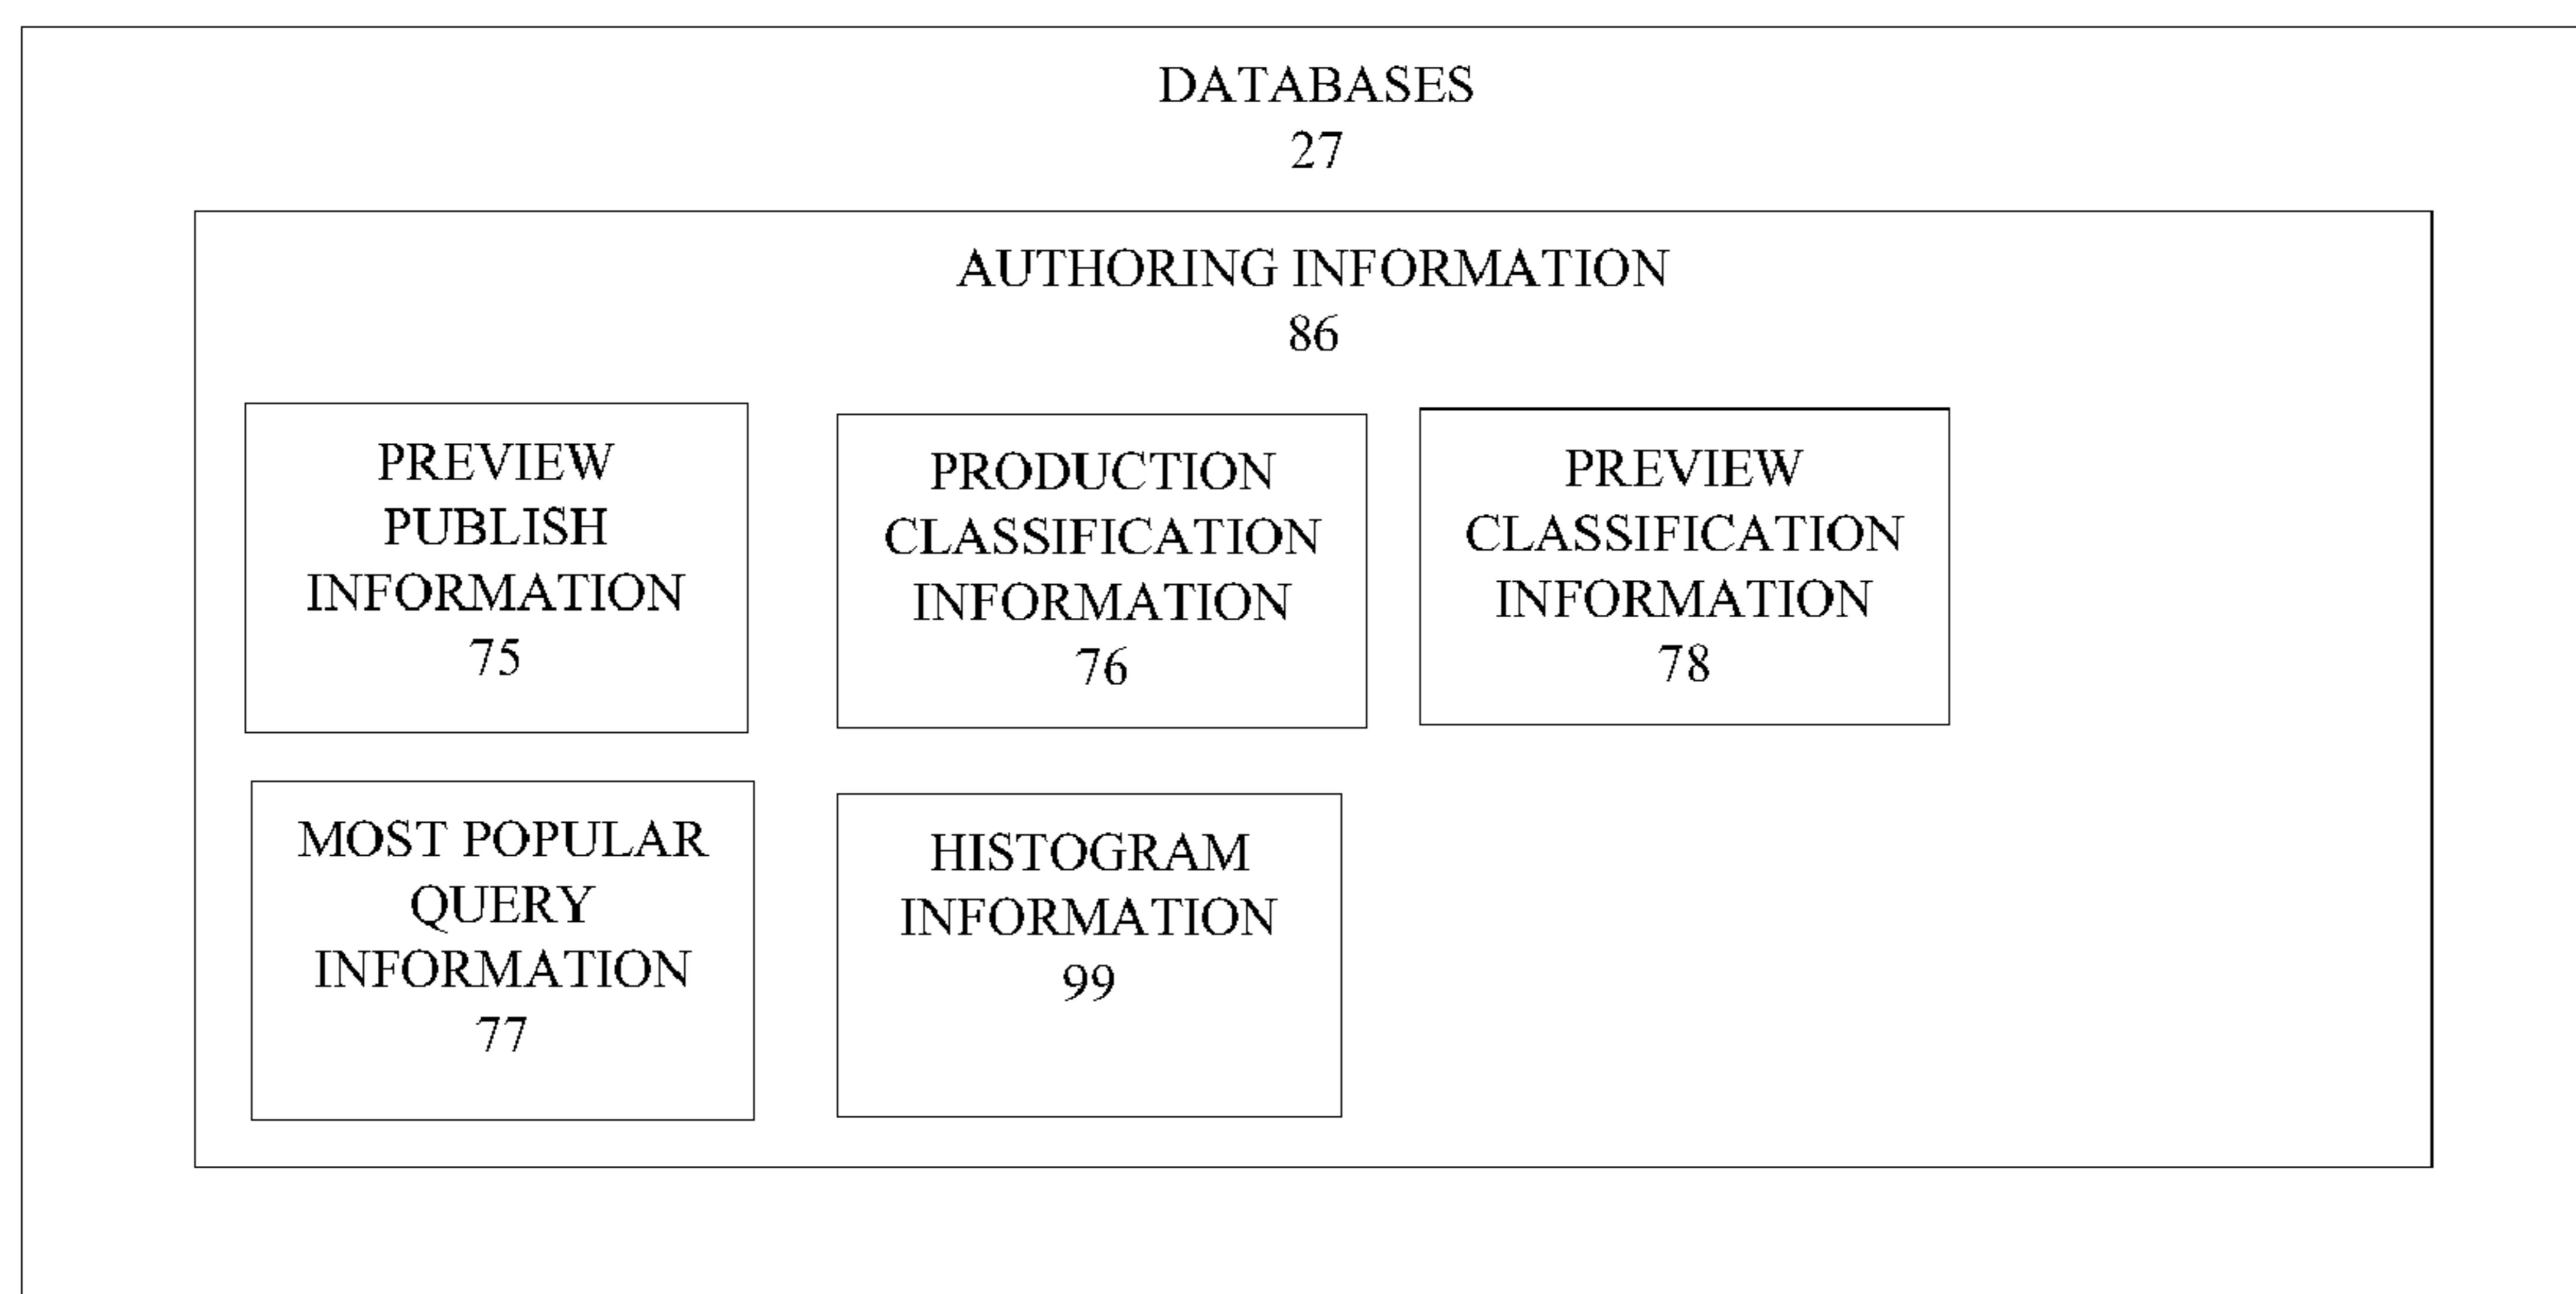 DATABASES
27
AUTHORING INFORMATION
86
PREVIEW
PUBLISH
INFORMATION
75
PRODUCTION
CLASSIFICATION
INFORMATION
76
PREVIEW
CLASSIFICATION
INFORMATION
78
MOST POPULAR
QUERY
INFORMATION
77
HISTOGRAM
INFORMATION
99